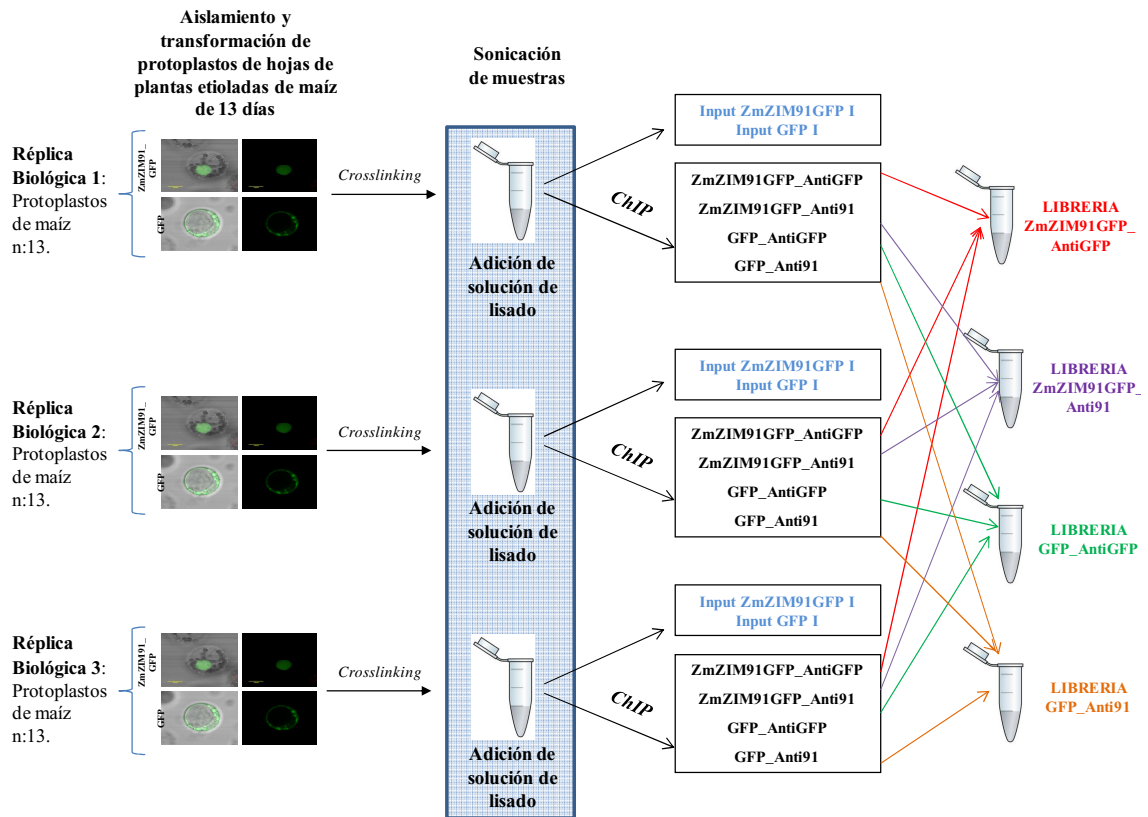 Aislamiento y
transformación de
protoplastos de hojas de
plantas etioladas de maíz
de 13 días
Sonicación
de muestras
Réplica
Biológica 1:
Protoplastos
de maíz
n:13.
ZmZIM91_
GFP
GFP
Crosslinking
Adición de
solución de
lisado
ChIP
Input ZmZIM91GFP I
Input GFP I
ZmZIM91GFP_AntiGFP
ZmZIM91GFP_Anti91
GFP_AntiGFP
GFP_Anti91
LIBRERIA
ZmZIM91GFP_
AntiGFP
Réplica
Biológica 2:
Protoplastos
de maíz
n:13.
ZmZIM91_
GFP
GFP
Crosslinking
Adición de
solución de
lisado
ChIP
Input ZmZIM91GFP I
Input GFP I
ZmZIM91GFP_AntiGFP
ZmZIM91GFP_Anti91
GFP_AntiGFP
GFP_Anti91
LIBRERIA
ZmZIM91GFP_
Anti91
LIBRERIA
GFP_AntiGFP
Réplica
Biológica 3:
Protoplastos
de maíz
n:13.
ZmZIM91_
GFP
GFP
Crosslinking
Adición de
solución de
lisado
ChIP
Input ZmZIM91GFP I
Input GFP I
ZmZIM91GFP_AntiGFP
ZmZIM91GFP_Anti91
GFP_AntiGFP
GFP_Anti91
LIBRERIA
GFP_Anti91